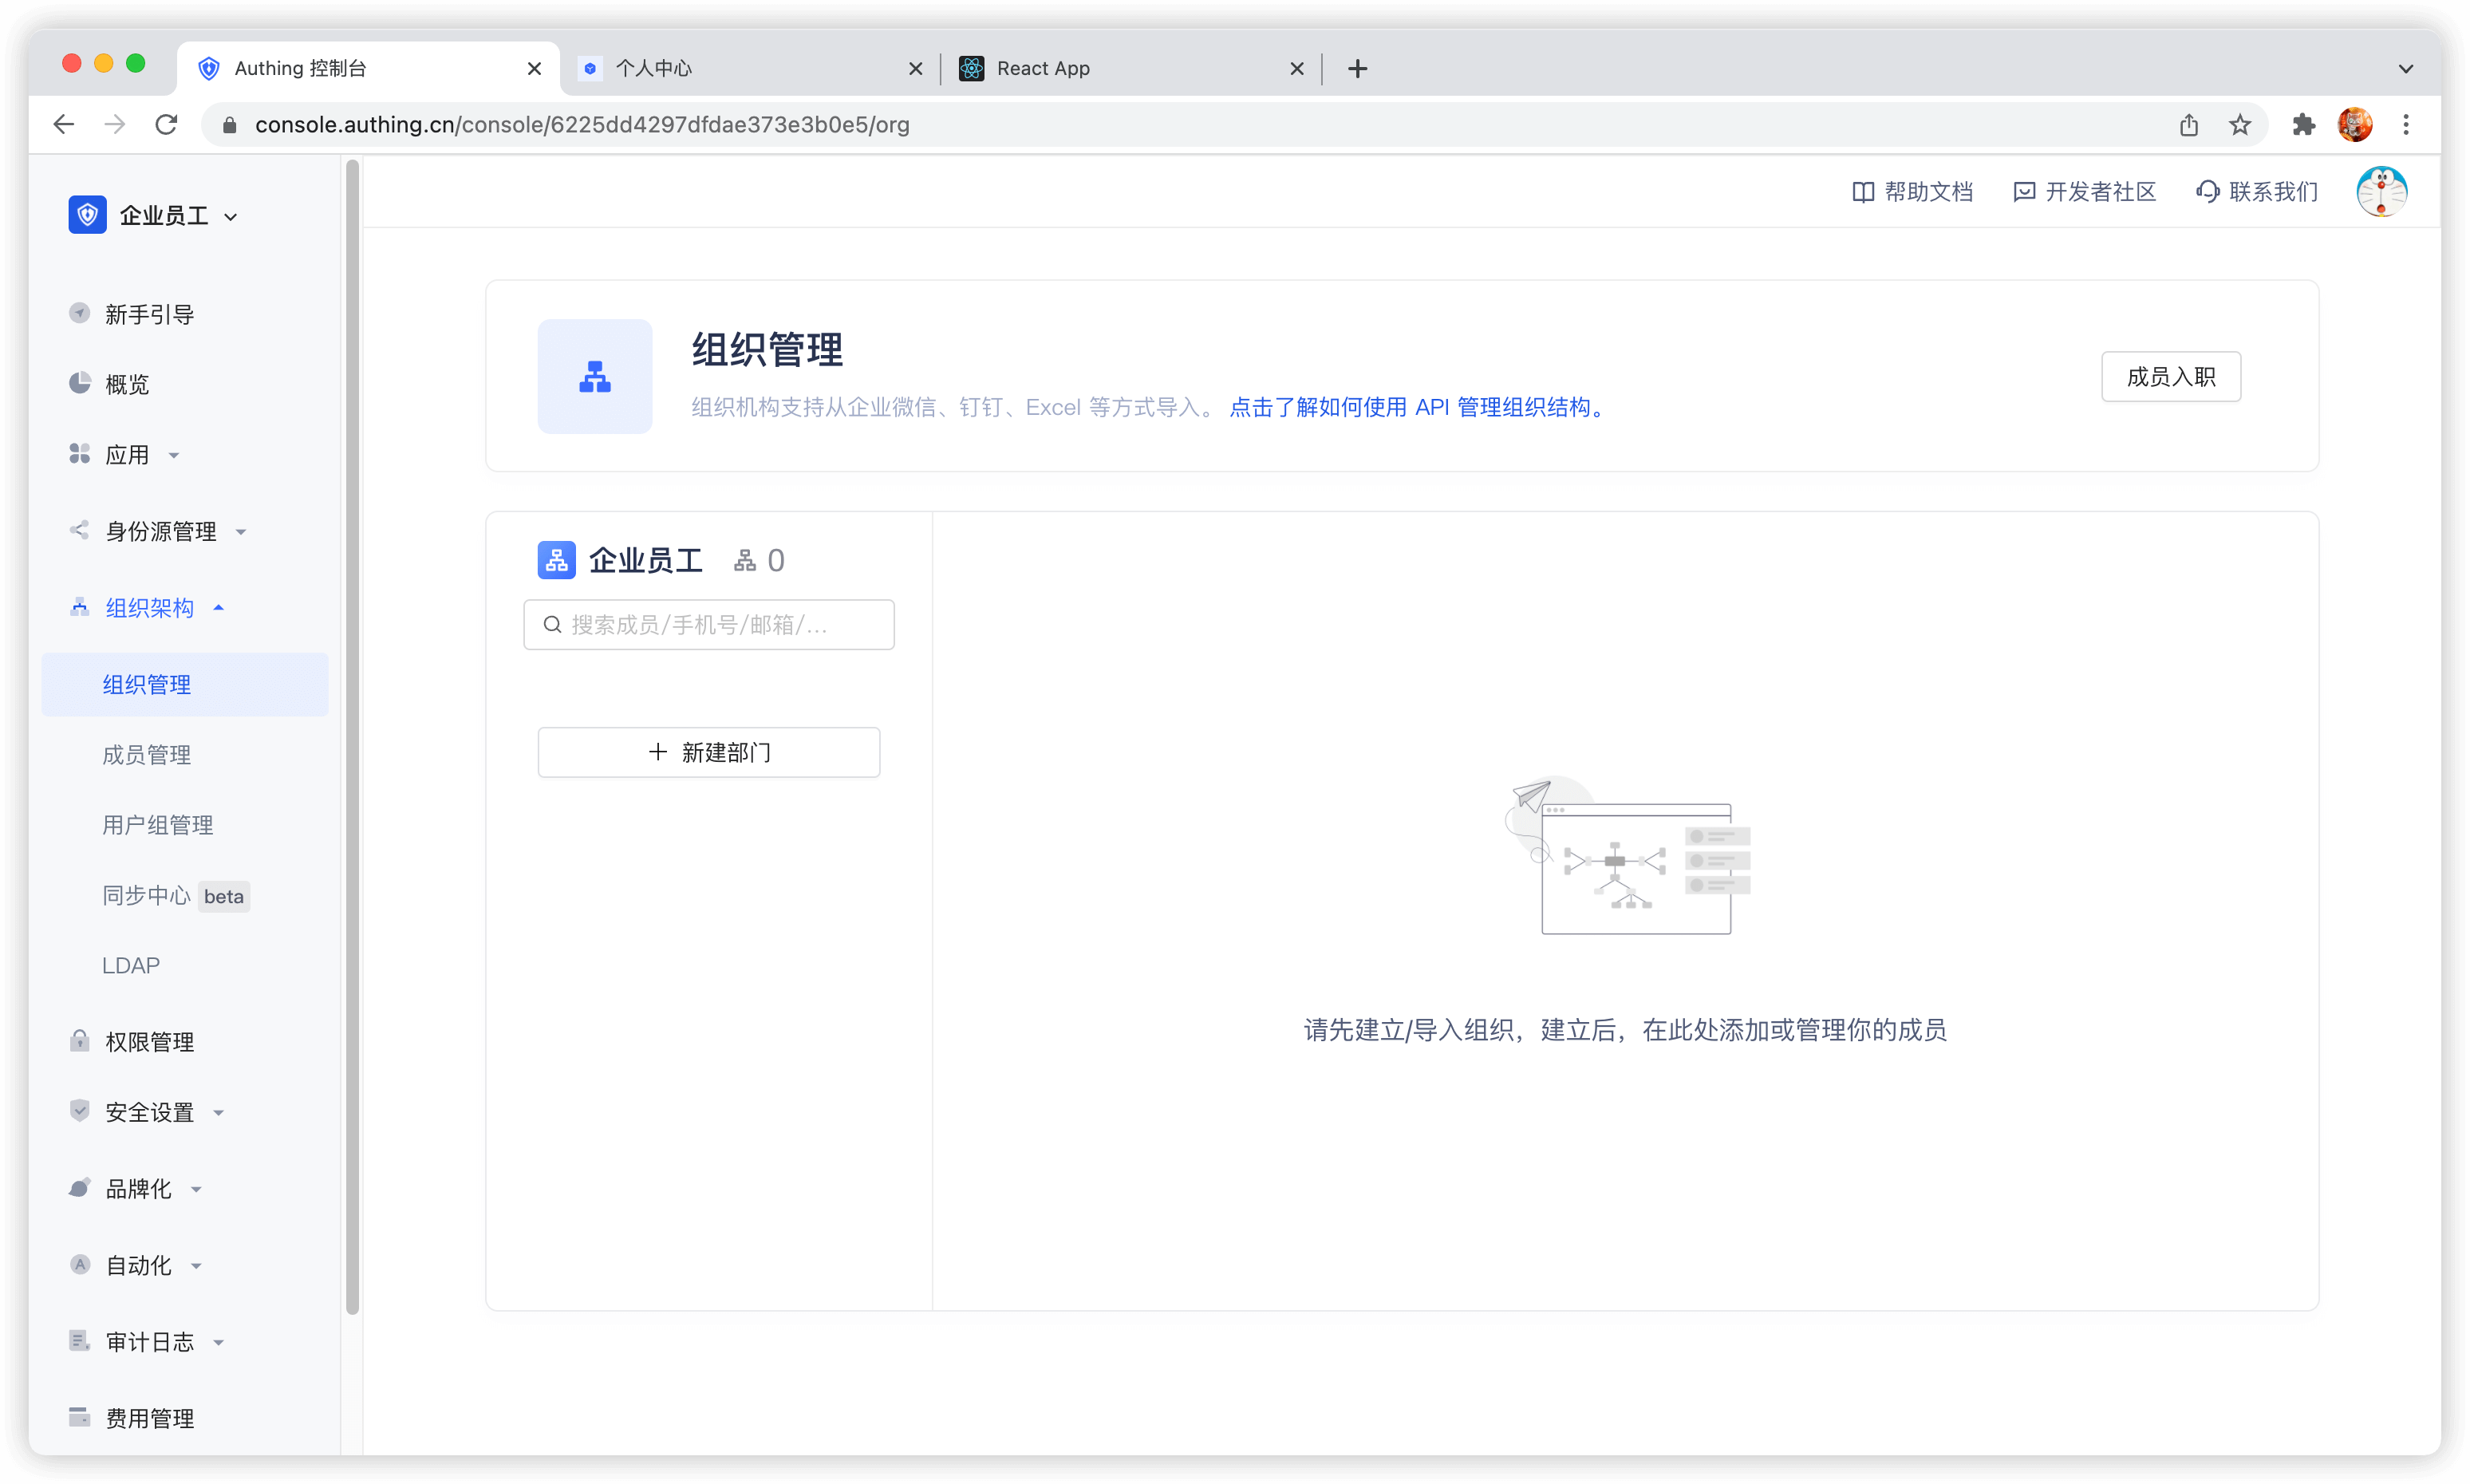 Authing 控制台
个人中心
React App
console.authing.cn/console/6225dd4297dfdae373e3b0e5/org
企业员工
帮助文档
开发者社区
联系我们
新手引导
概览
应用
身份源管理
组织架构
组织管理
成员管理
用户组管理
同步中心 beta
LDAP
权限管理
安全设置
品牌化
自动化
审计日志
费用管理
组织管理
组织机构支持从企业微信、钉钉、Excel 等方式导入。 点击了解如何使用 API 管理组织结构。
成员入职
企业员工 0
搜索成员/手机号/邮箱/...
新建部门
请先建立/导入组织，建立后，在此处添加或管理你的成员